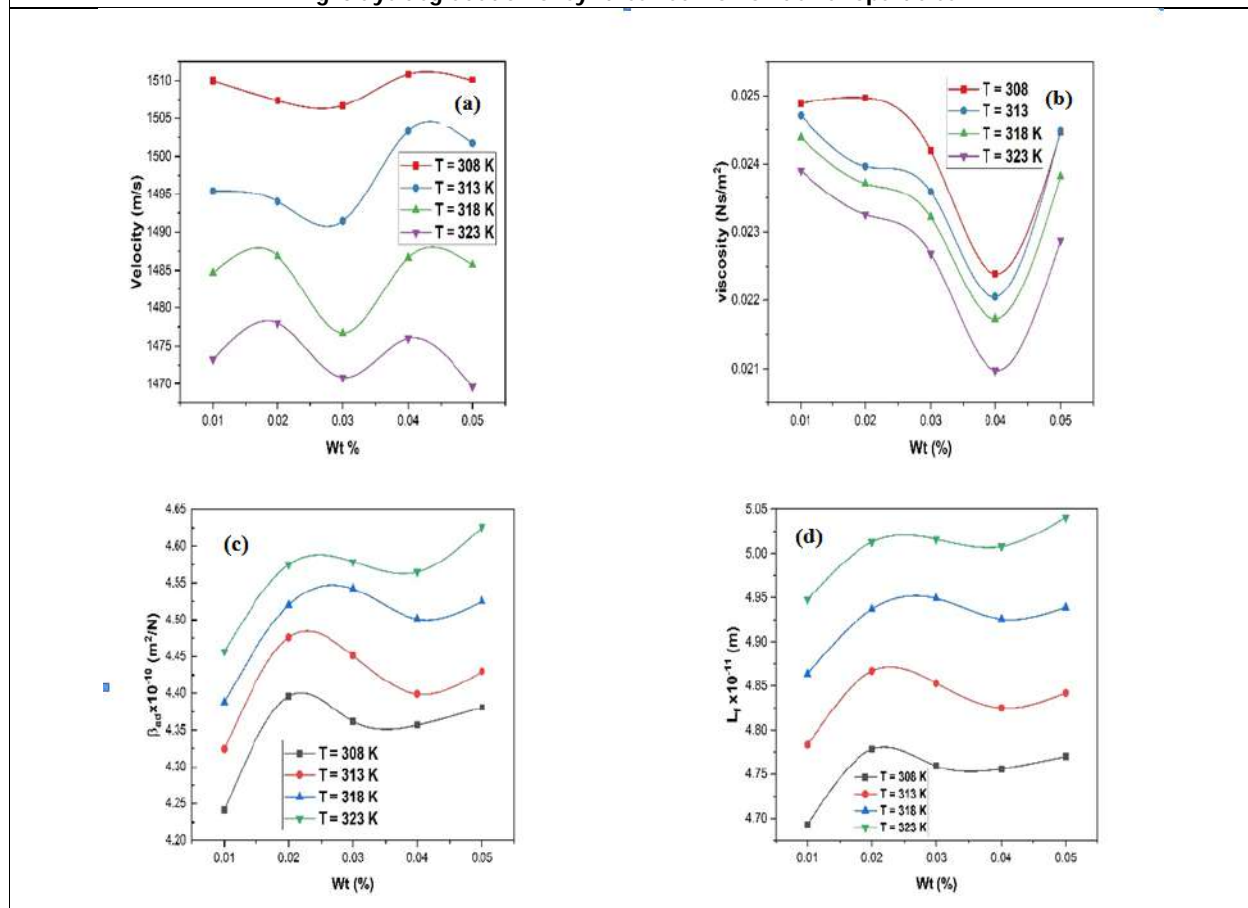 (a)
1510
1505
1500
1495
1490
1485
1480
1475
1470
Velocity (m/s)
T = 308 K
T = 313 K
T = 318 K
T = 323 K
0.01 0.02 0.03 0.04 0.05
Wt %
(b)
0.025
0.024
0.023
0.022
0.021
viscosity (Ns/m²)
T = 308
T = 313
T = 318 K
T = 323 K
0.01 0.02 0.03 0.04 0.05
Wt (%)
(c)
4.65
4.60
4.55
4.50
4.45
4.40
4.35
4.30
4.25
4.20
βad x10⁻¹⁰ (m²/N)
T = 308 K
T = 313 K
T = 318 K
T = 323 K
0.01 0.02 0.03 0.04 0.05
Wt (%)
(d)
5.05
5.00
4.95
4.90
4.85
4.80
4.75
4.70
Lf x10⁻¹¹ (m)
T = 308 K
T = 313 K
T = 318 K
T = 323 K
0.01 0.02 0.03 0.04 0.05
Wt (%)